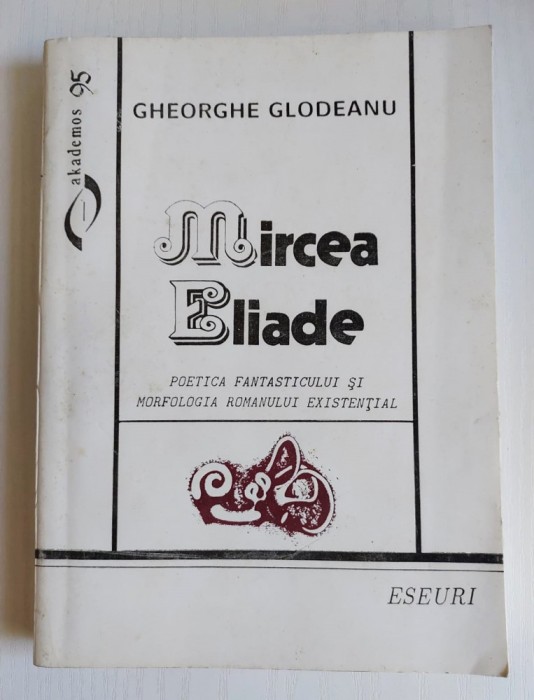 akademos 95
GHEORGHE GLODEANU
Mircea
Eliade
POETICA FANTASTICULUI ŞI
MORFOLOGIA ROMANULUI EXISTENŢIAL
ESEURI